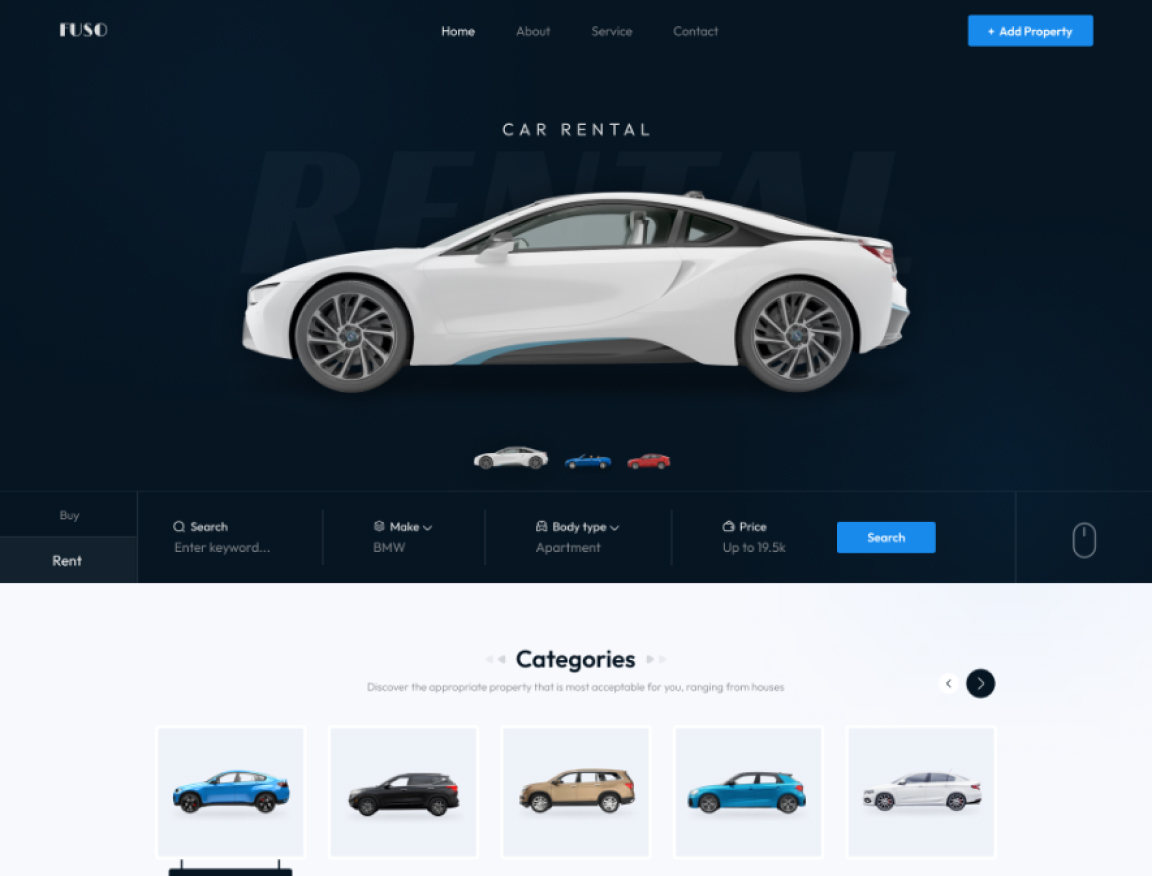 FUSO
Home About Service Contact
+ Add Property
CAR RENTAL
RENTAL
Buy
Rent
Search
Enter keyword...
Make
BMW
Body type
Apartment
Price
Up to 19.5k
Search
Categories
Discover the appropriate property that is most acceptable for you, ranging from houses